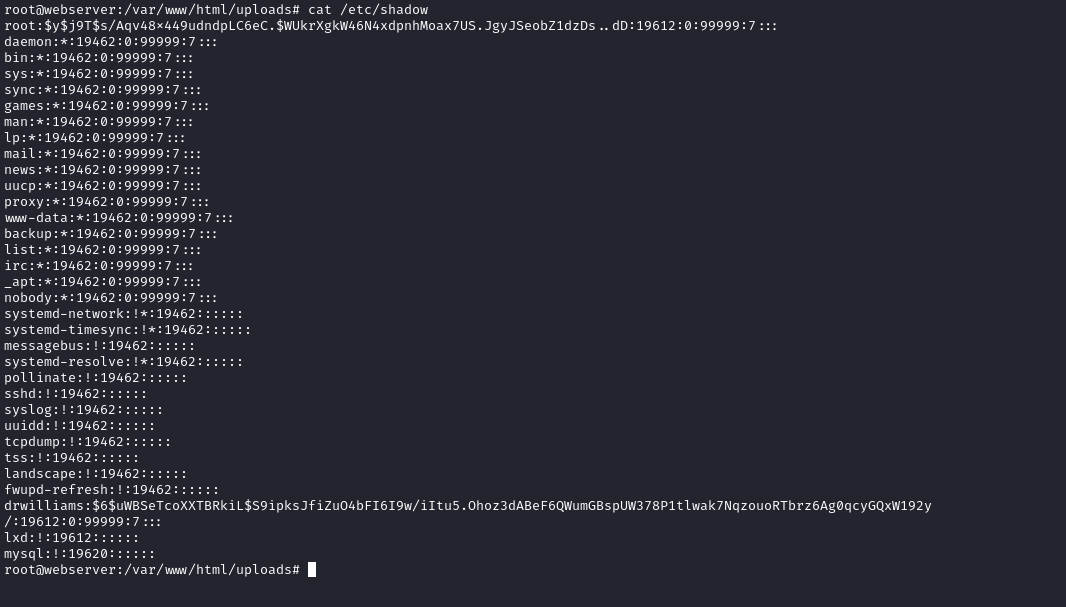 root@webserver:/var/www/html/uploads# cat /etc/shadow
root:$y$j9T$s/Aqv48x449udndpLC6eC.$WUkrXgkW46N4xdpnhMoax7US.JgyJSeobZ1dzDs..dD:19612:0:99999:7:::
daemon:*:19462:0:99999:7:::
bin:*:19462:0:99999:7:::
sys:*:19462:0:99999:7:::
sync:*:19462:0:99999:7:::
games:*:19462:0:99999:7:::
man:*:19462:0:99999:7:::
lp:*:19462:0:99999:7:::
mail:*:19462:0:99999:7:::
news:*:19462:0:99999:7:::
uucp:*:19462:0:99999:7:::
proxy:*:19462:0:99999:7:::
www-data:*:19462:0:99999:7:::
backup:*:19462:0:99999:7:::
list:*:19462:0:99999:7:::
irc:*:19462:0:99999:7:::
_apt:*:19462:0:99999:7:::
nobody:*:19462:0:99999:7:::
systemd-network:!*:19462::::::
systemd-timesync:!*:19462::::::
messagebus:!:19462::::::
systemd-resolve:!*:19462::::::
pollinate:!:19462::::::
sshd:!:19462::::::
syslog:!:19462::::::
uuidd:!:19462::::::
tcpdump:!:19462::::::
tss:!:19462::::::
landscape:!:19462::::::
fwupd-refresh:!:19462::::::
drwilliams:$6$uWBSeTcoXXTBRkiL$S9ipksJfiZuO4bFI6I9w/iItu5.Ohoz3dABeF6QWumGBspUW378P1tlwak7NqzouoRTbrz6Ag0qcyGQxW192y
/:19612:0:99999:7:::
lxd:!:19612::::::
mysql:!:19620::::::
root@webserver:/var/www/html/uploads#